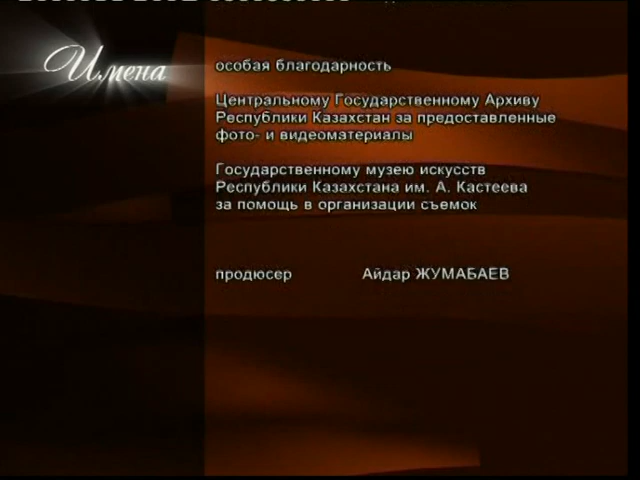 Имена
особая благодарность
Центральному Государственному Архиву
Республики Казахстан за предоставленные
фото- и видеоматериалы
Государственному музею искусств
Республики Казахстана им. А. Кастеева
за помощь в организации съемок
продюсер Айдар ЖУМАБАЕВ